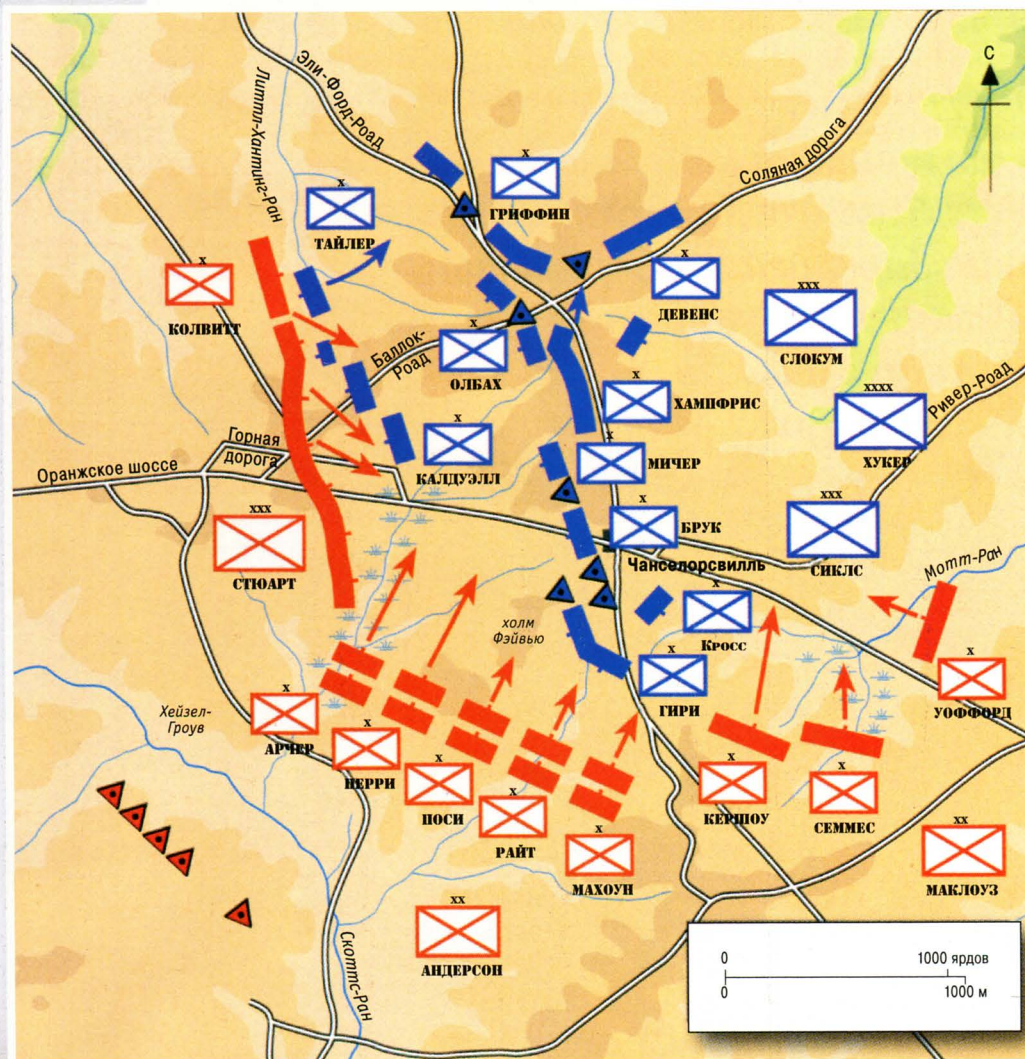 С
Эли-Форд-Роад
Литтл-Хантинг-Ран
Соляная дорога
x
ГРИФФИН
x
ТАЙЛЕР
x
КОЛВИТТ
x
ДЕВЕНС
xxx
СЛОКУМ
Баллок-
Роад
x
ОЛБАХ
x
ХАМПФРИС
xxxx
ХУКЕР
Ривер-Роад
Горная
дорога
Оранжское шоссе
x
КАЛДУЭЛЛ
x
МИЧЕР
xxx
СТЮАРТ
x
БРУК
xxx
СИКЛС
Чанселорсвилль
Мотт-Ран
холм
Фэйвью
x
КРОСС
x
ГИРИ
x
УОФФОРД
Хейзел-
Гроув
x
АРЧЕР
x
ПЕРРИ
x
ПОСИ
x
РАЙТ
x
МАХОУН
x
КЕРШОУ
x
СЕММЕС
xx
МАКЛОУЗ
xx
АНДЕРСОН
Скоттс-Ран
0 1000 ярдов
0 1000 м